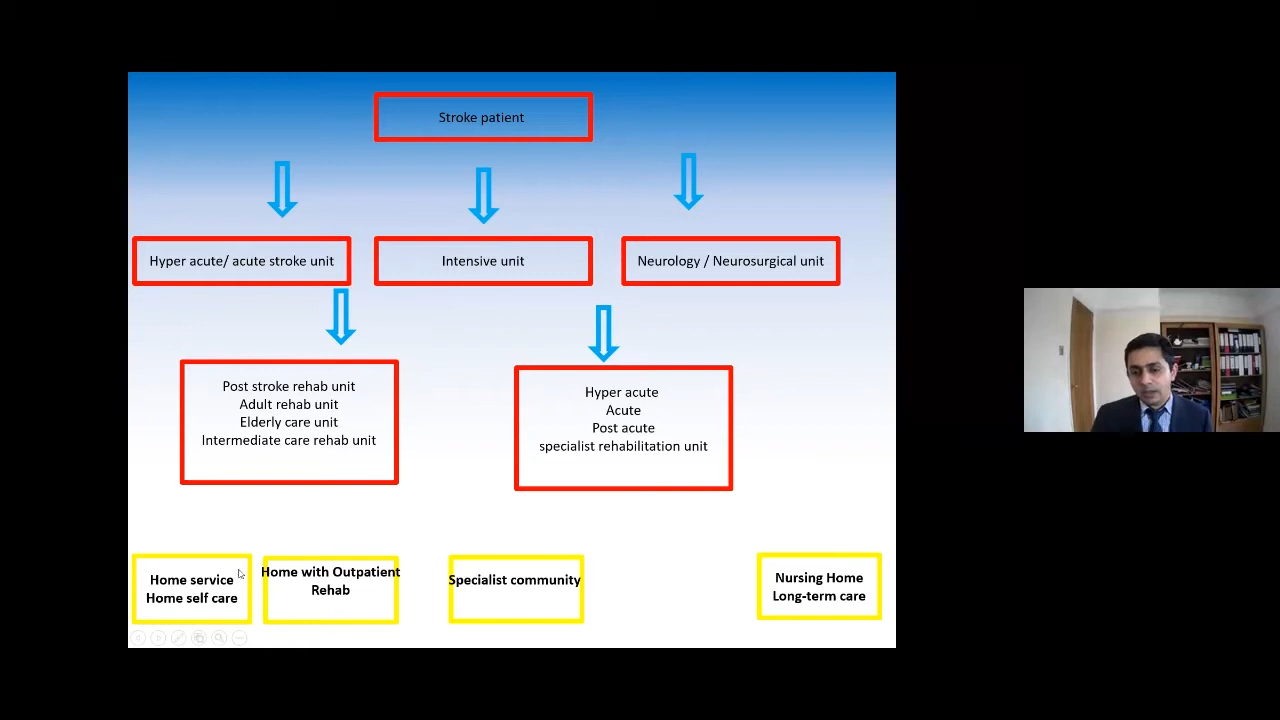 Stroke patient
Hyper acute/ acute stroke unit
Intensive unit
Neurology / Neurosurgical unit
Post stroke rehab unit
Adult rehab unit
Elderly care unit
Intermediate care rehab unit
Hyper acute
Acute
Post acute
specialist rehabilitation unit
Home service
Home self care
Home with Outpatient
Rehab
Specialist community
Nursing Home
Long-term care